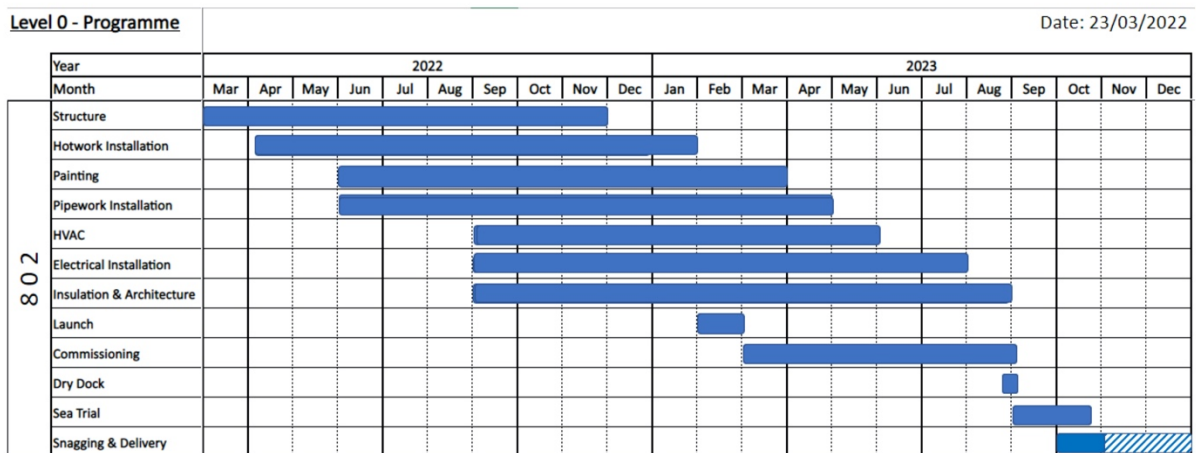 Level 0 - Programme
Date: 23/03/2022
Year 2022 2023
Month Mar Apr May Jun Jul Aug Sep Oct Nov Dec Jan Feb Mar Apr May Jun Jul Aug Sep Oct Nov Dec
802
Structure
Hotwork Installation
Painting
Pipework Installation
HVAC
Electrical Installation
Insulation & Architecture
Launch
Commissioning
Dry Dock
Sea Trial
Snagging & Delivery